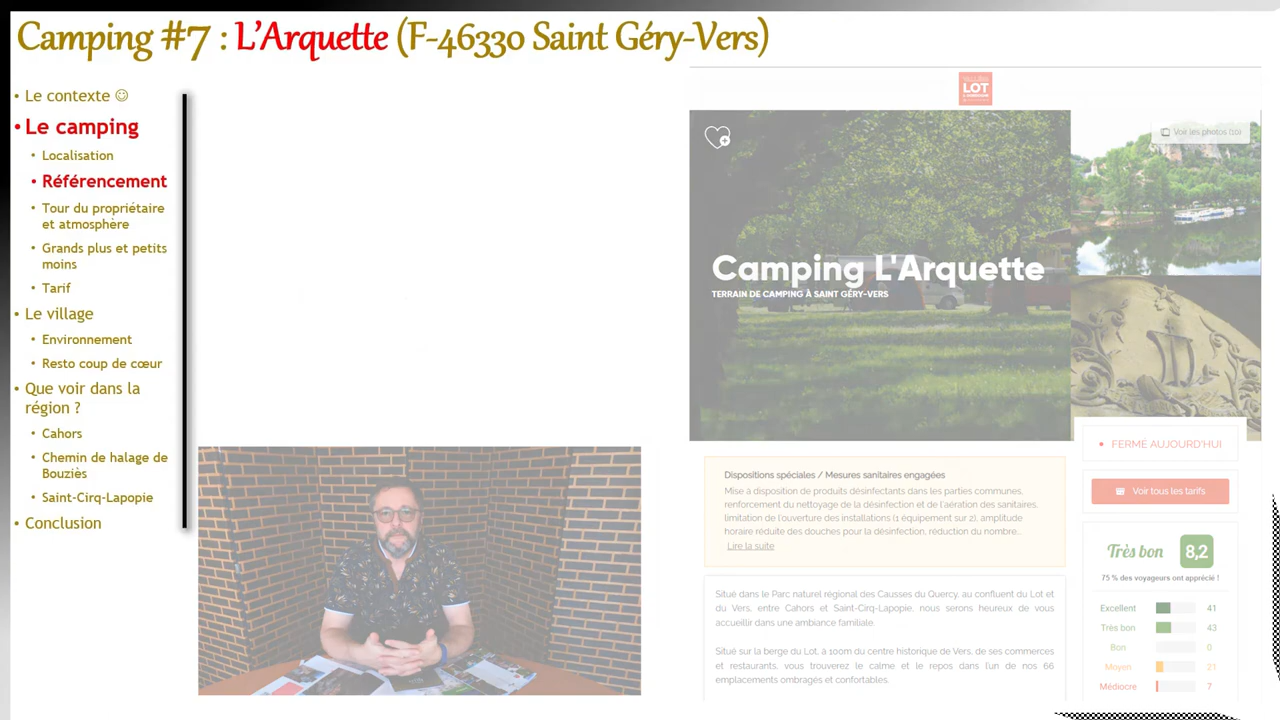 Camping #7 : L'Arquette (F-46330 Saint Géry-Vers)
• Le contexte ☺
• Le camping
• Localisation
• Référencement
• Tour du propriétaire
et atmosphère
• Grands plus et petits
moins
• Tarif
• Le village
• Environnement
• Resto coup de cœur
• Que voir dans la
région ?
• Cahors
• Chemin de halage de
Bouziès
• Saint-Cirq-Lapopie
• Conclusion
LOT
Voir les photos (10)
Camping L'Arquette
TERRAIN DE CAMPING À SAINT GÉRY-VERS
• FERMÉ AUJOURD'HUI
Voir tous les tarifs
Dispositions spéciales / Mesures sanitaires engagées
Mise à disposition de produits désinfectants dans les parties communes,
renforcement du nettoyage de la désinfection et de l'aération des sanitaires,
limitation de l'ouverture des installations (1 équipement sur 2), amplitude
horaire réduite des douches pour la désinfection, réduction du nombre...
Lire la suite
Très bon 8,2
75 % des voyageurs ont apprécié !
Excellent 41
Très bon 43
Bon 0
Moyen 21
Médiocre 7
Situé dans le Parc naturel régional des Causses du Quercy, au confluent du Lot et
du Vers, entre Cahors et Saint-Cirq-Lapopie, nous serons heureux de vous
accueillir dans une ambiance familiale.
Situé sur la berge du Lot, à 100m du centre historique de Vers, de ses commerces
et restaurants, vous trouverez le calme et le repos dans l'un de nos 66
emplacements ombragés et confortables.